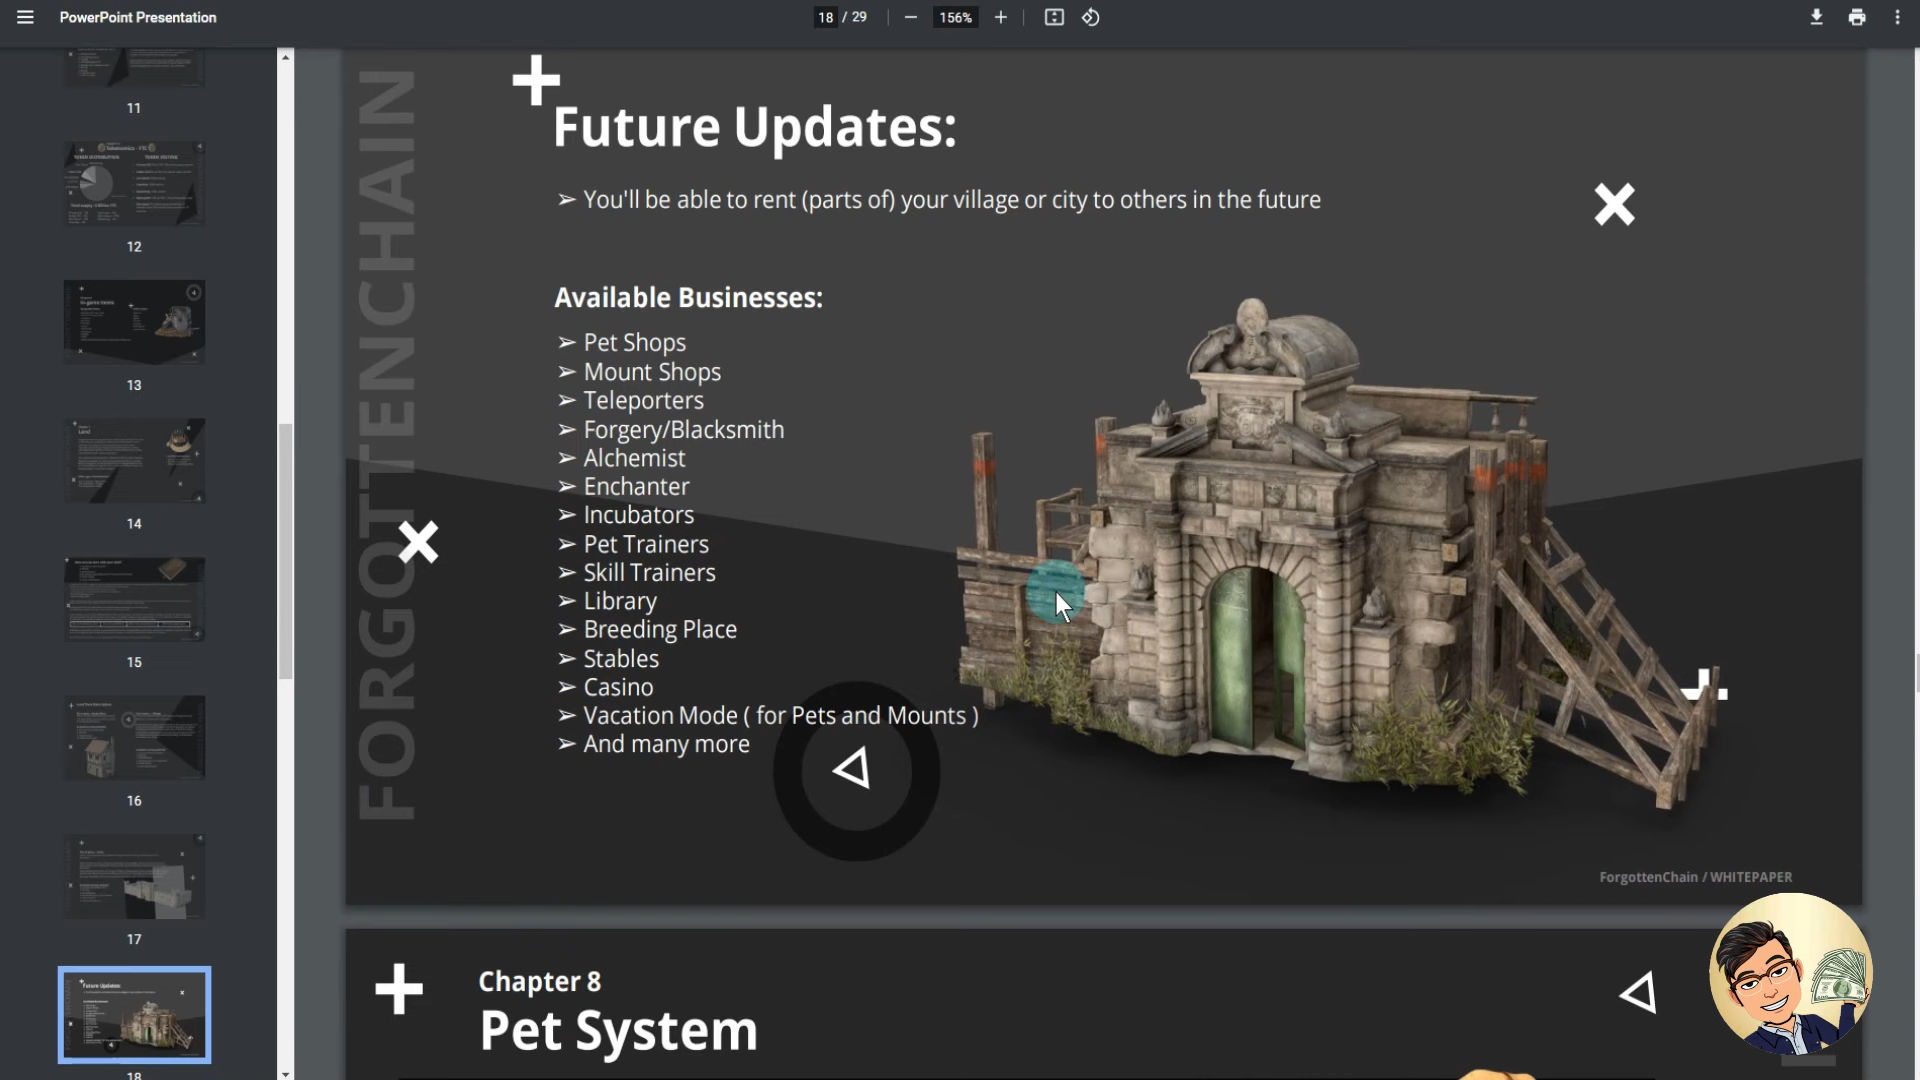 PowerPoint Presentation
18 / 29
156%
11
12
13
14
15
16
17
18
FORGOTTENCHAIN
Future Updates:
➢ You'll be able to rent (parts of) your village or city to others in the future
Available Businesses:
➢ Pet Shops
➢ Mount Shops
➢ Teleporters
➢ Forgery/Blacksmith
➢ Alchemist
➢ Enchanter
➢ Incubators
➢ Pet Trainers
➢ Skill Trainers
➢ Library
➢ Breeding Place
➢ Stables
➢ Casino
➢ Vacation Mode ( for Pets and Mounts )
➢ And many more
ForgottenChain / WHITEPAPER
Chapter 8
Pet System